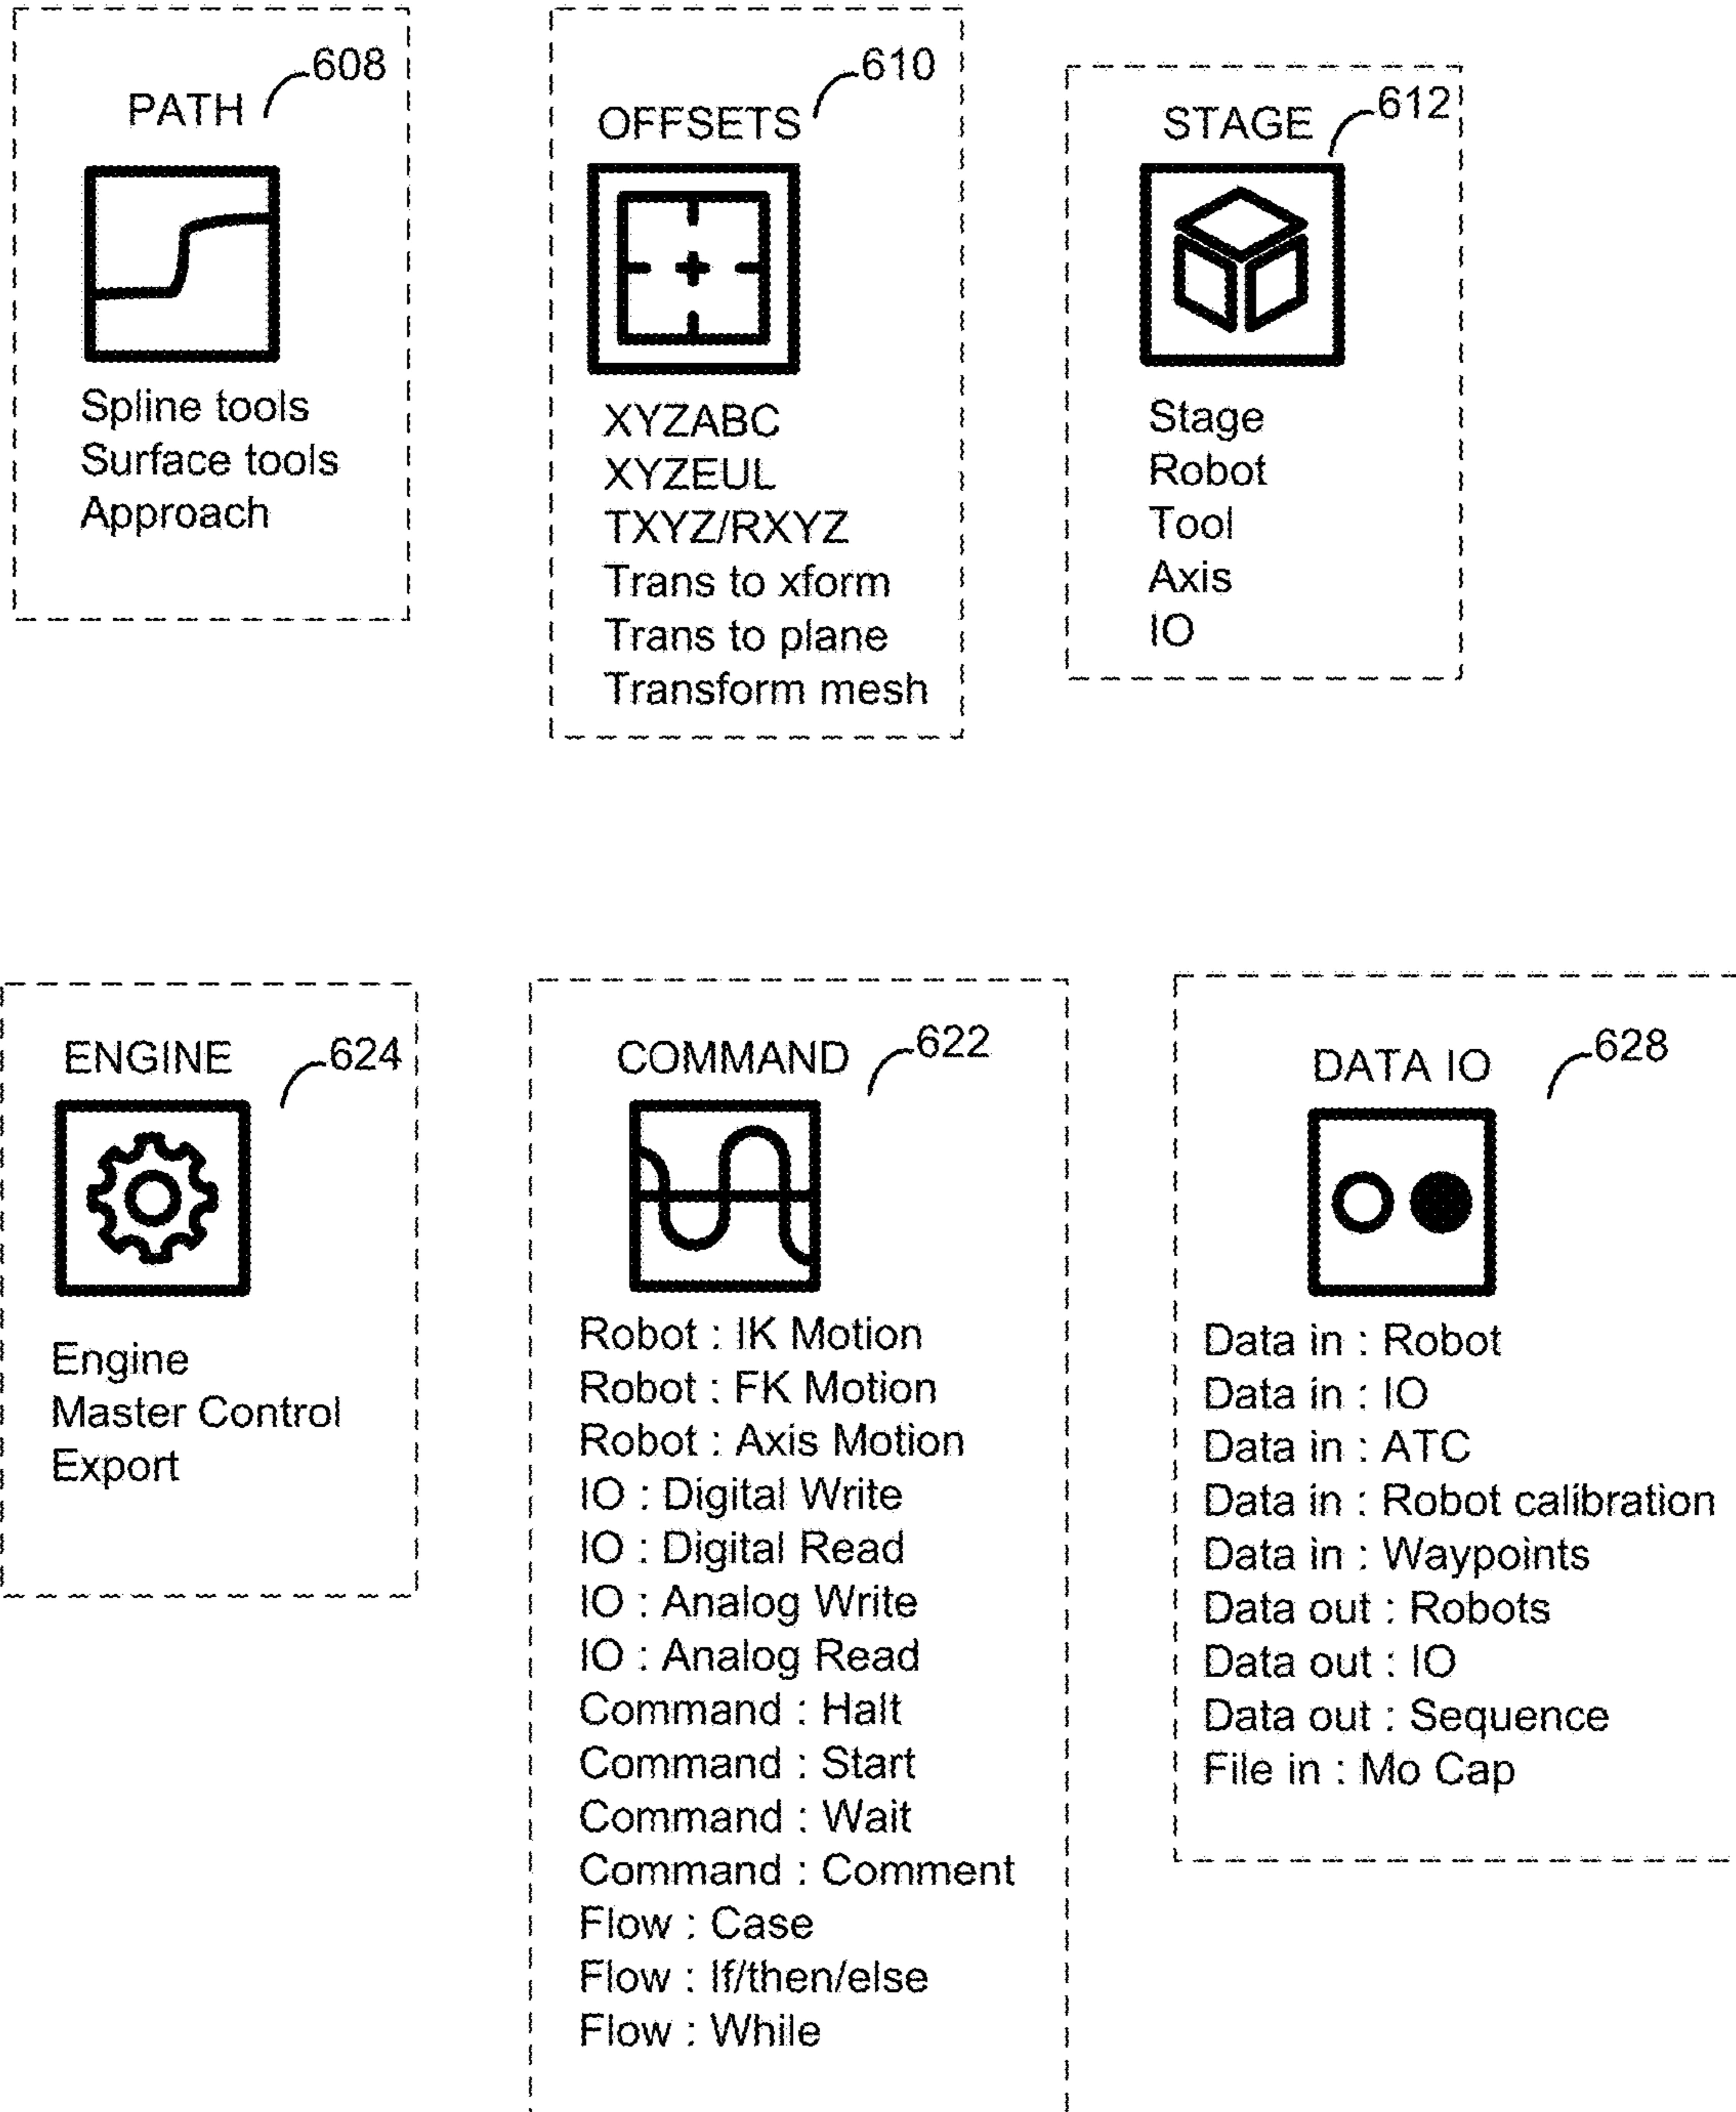 PATH 608
Spline tools
Surface tools
Approach
OFFSETS 610
XYZABC
XYZEUL
TXYZ/RXYZ
Trans to xform
Trans to plane
Transform mesh
STAGE 612
Stage
Robot
Tool
Axis
IO
ENGINE 624
Engine
Master Control
Export
COMMAND 622
Robot : IK Motion
Robot : FK Motion
Robot : Axis Motion
IO : Digital Write
IO : Digital Read
IO : Analog Write
IO : Analog Read
Command : Halt
Command : Start
Command : Wait
Command : Comment
Flow : Case
Flow : If/then/else
Flow : While
DATA IO 628
Data in : Robot
Data in : IO
Data in : ATC
Data in : Robot calibration
Data in : Waypoints
Data out : Robots
Data out : IO
Data out : Sequence
File in : Mo Cap